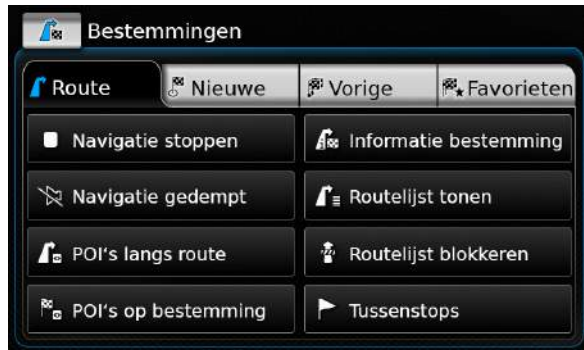 Bestemmingen
Route Nieuwe Vorige Favorieten
Navigatie stoppen Informatie bestemming
Navigatie gedempt Routelijst tonen
POI's langs route Routelijst blokkeren
POI's op bestemming Tussenstops